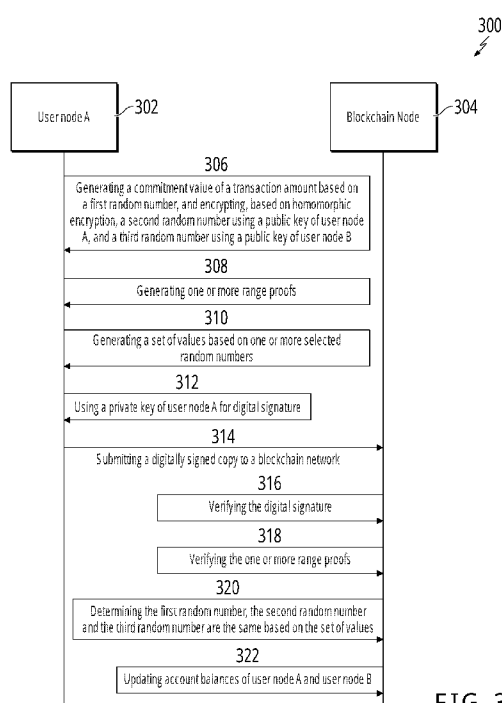 300
User node A
302
Blockchain Node
304
306
Generating a commitment value of a transaction amount based on
a first random number, and encrypting, based on homomorphic
encryption, a second random number using a public key of user node
A, and a third random number using a public key of user node B
308
Generating one or more range proofs
310
Generating a set of values based on one or more selected
random numbers
312
Using a private key of user node A for digital signature
314
Submitting a digitally signed copy to a blockchain network
316
Verifying the digital signature
318
Verifying the one or more range proofs
320
Determining the first random number, the second random number
and the third random number are the same based on the set of values
322
Updating account balances of user node A and user node B
FIG. 3